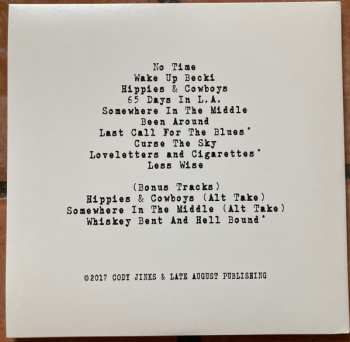 No Time
Wake Up Becki
Hippies & Cowboys
65 Days In L.A.
Somewhere In The Middle
Been Around
Last Call For The Blues*
Curse The Sky
Loveletters and Cigarettes*
Less Wise
(Bonus Tracks)
Hippies & Cowboys (Alt Take)
Somewhere In The Middle (Alt Take)
Whiskey Bent And Hell Bound*
©2017 CODY JINKS & LATE AUGUST PUBLISHING